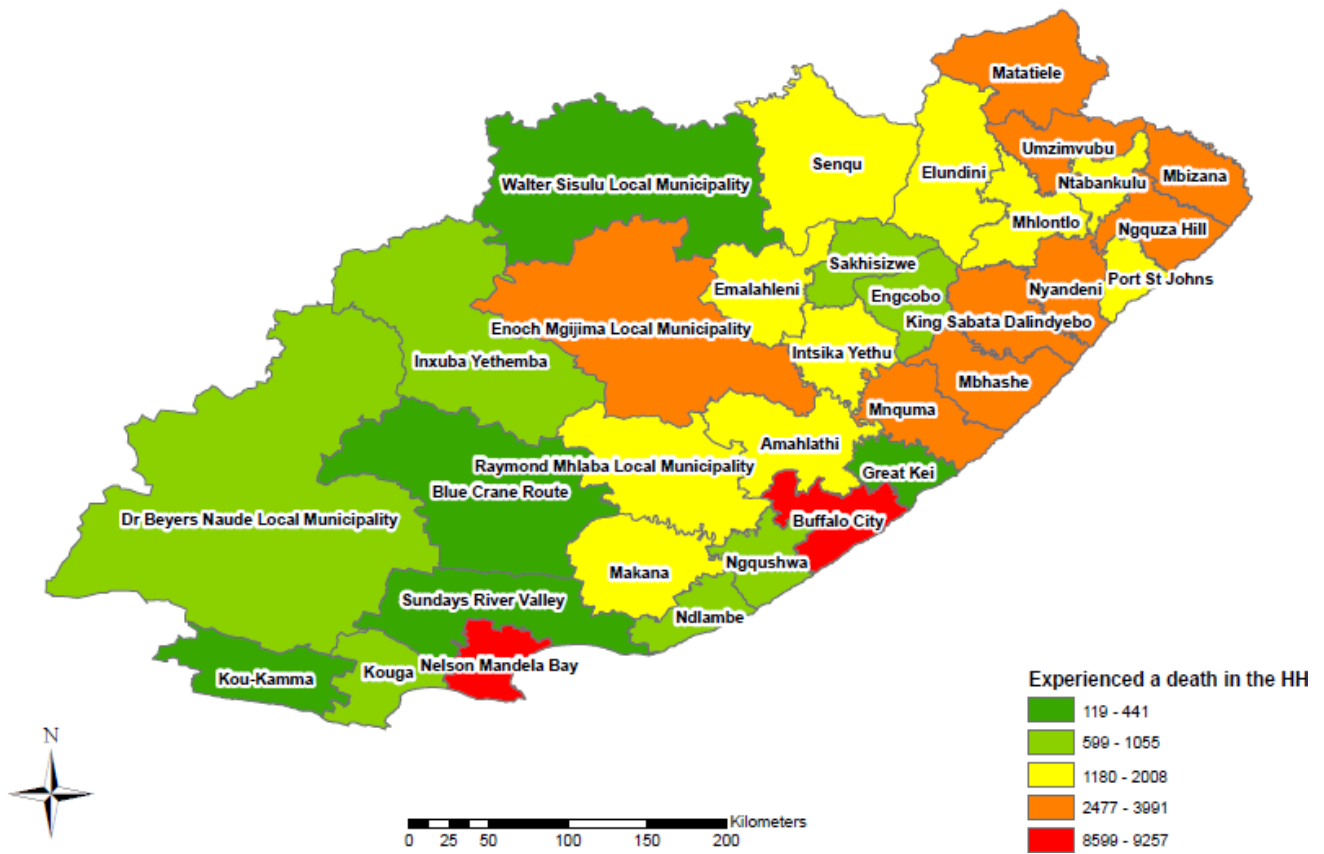 Matatiele
Umzimvubu
Senqu
Elundini
Ntabankulu
Mbizana
Walter Sisulu Local Municipality
Mhlontlo
Ngquza Hill
Sakhisizwe
Port St Johns
Emalahleni
Engcobo
Nyandeni
Enoch Mgijima Local Municipality
King Sabata Dalindyebo
Intsika Yethu
Inxuba Yethemba
Mbhashe
Mnquma
Amahlathi
Raymond Mhlaba Local Municipality
Great Kei
Blue Crane Route
Dr Beyers Naude Local Municipality
Buffalo City
Ngqushwa
Makana
Sundays River Valley
Ndlambe
Nelson Mandela Bay
Kouga
Kou-Kamma
Experienced a death in the HH
119 - 441
599 - 1055
1180 - 2008
2477 - 3991
8599 - 9257
N
Kilometers
0 25 50 100 150 200